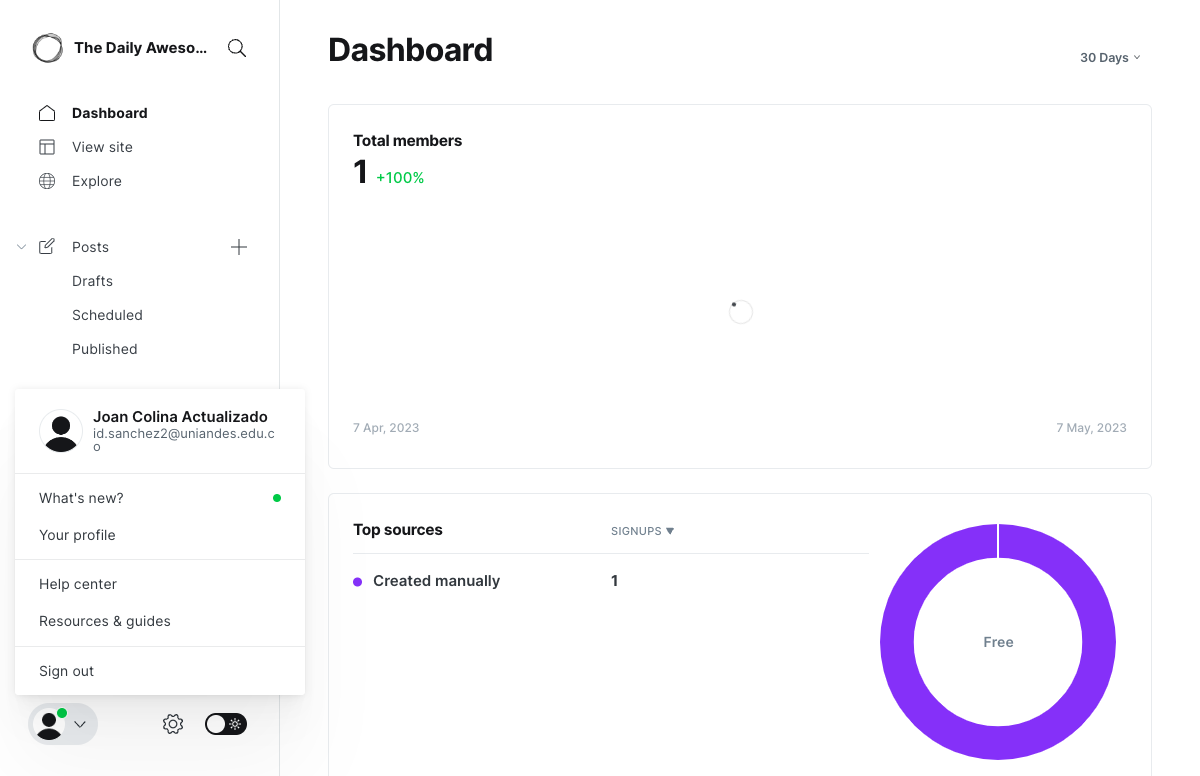 The Daily Aweso...
Dashboard
View site
Explore
Posts
Drafts
Scheduled
Published
Joan Colina Actualizado
id.sanchez2@uniandes.edu.c
o
What's new?
Your profile
Help center
Resources & guides
Sign out
Dashboard
30 Days
Total members
1 +100%
7 Apr, 2023
7 May, 2023
Top sources
SIGNUPS
Created manually
1
Free